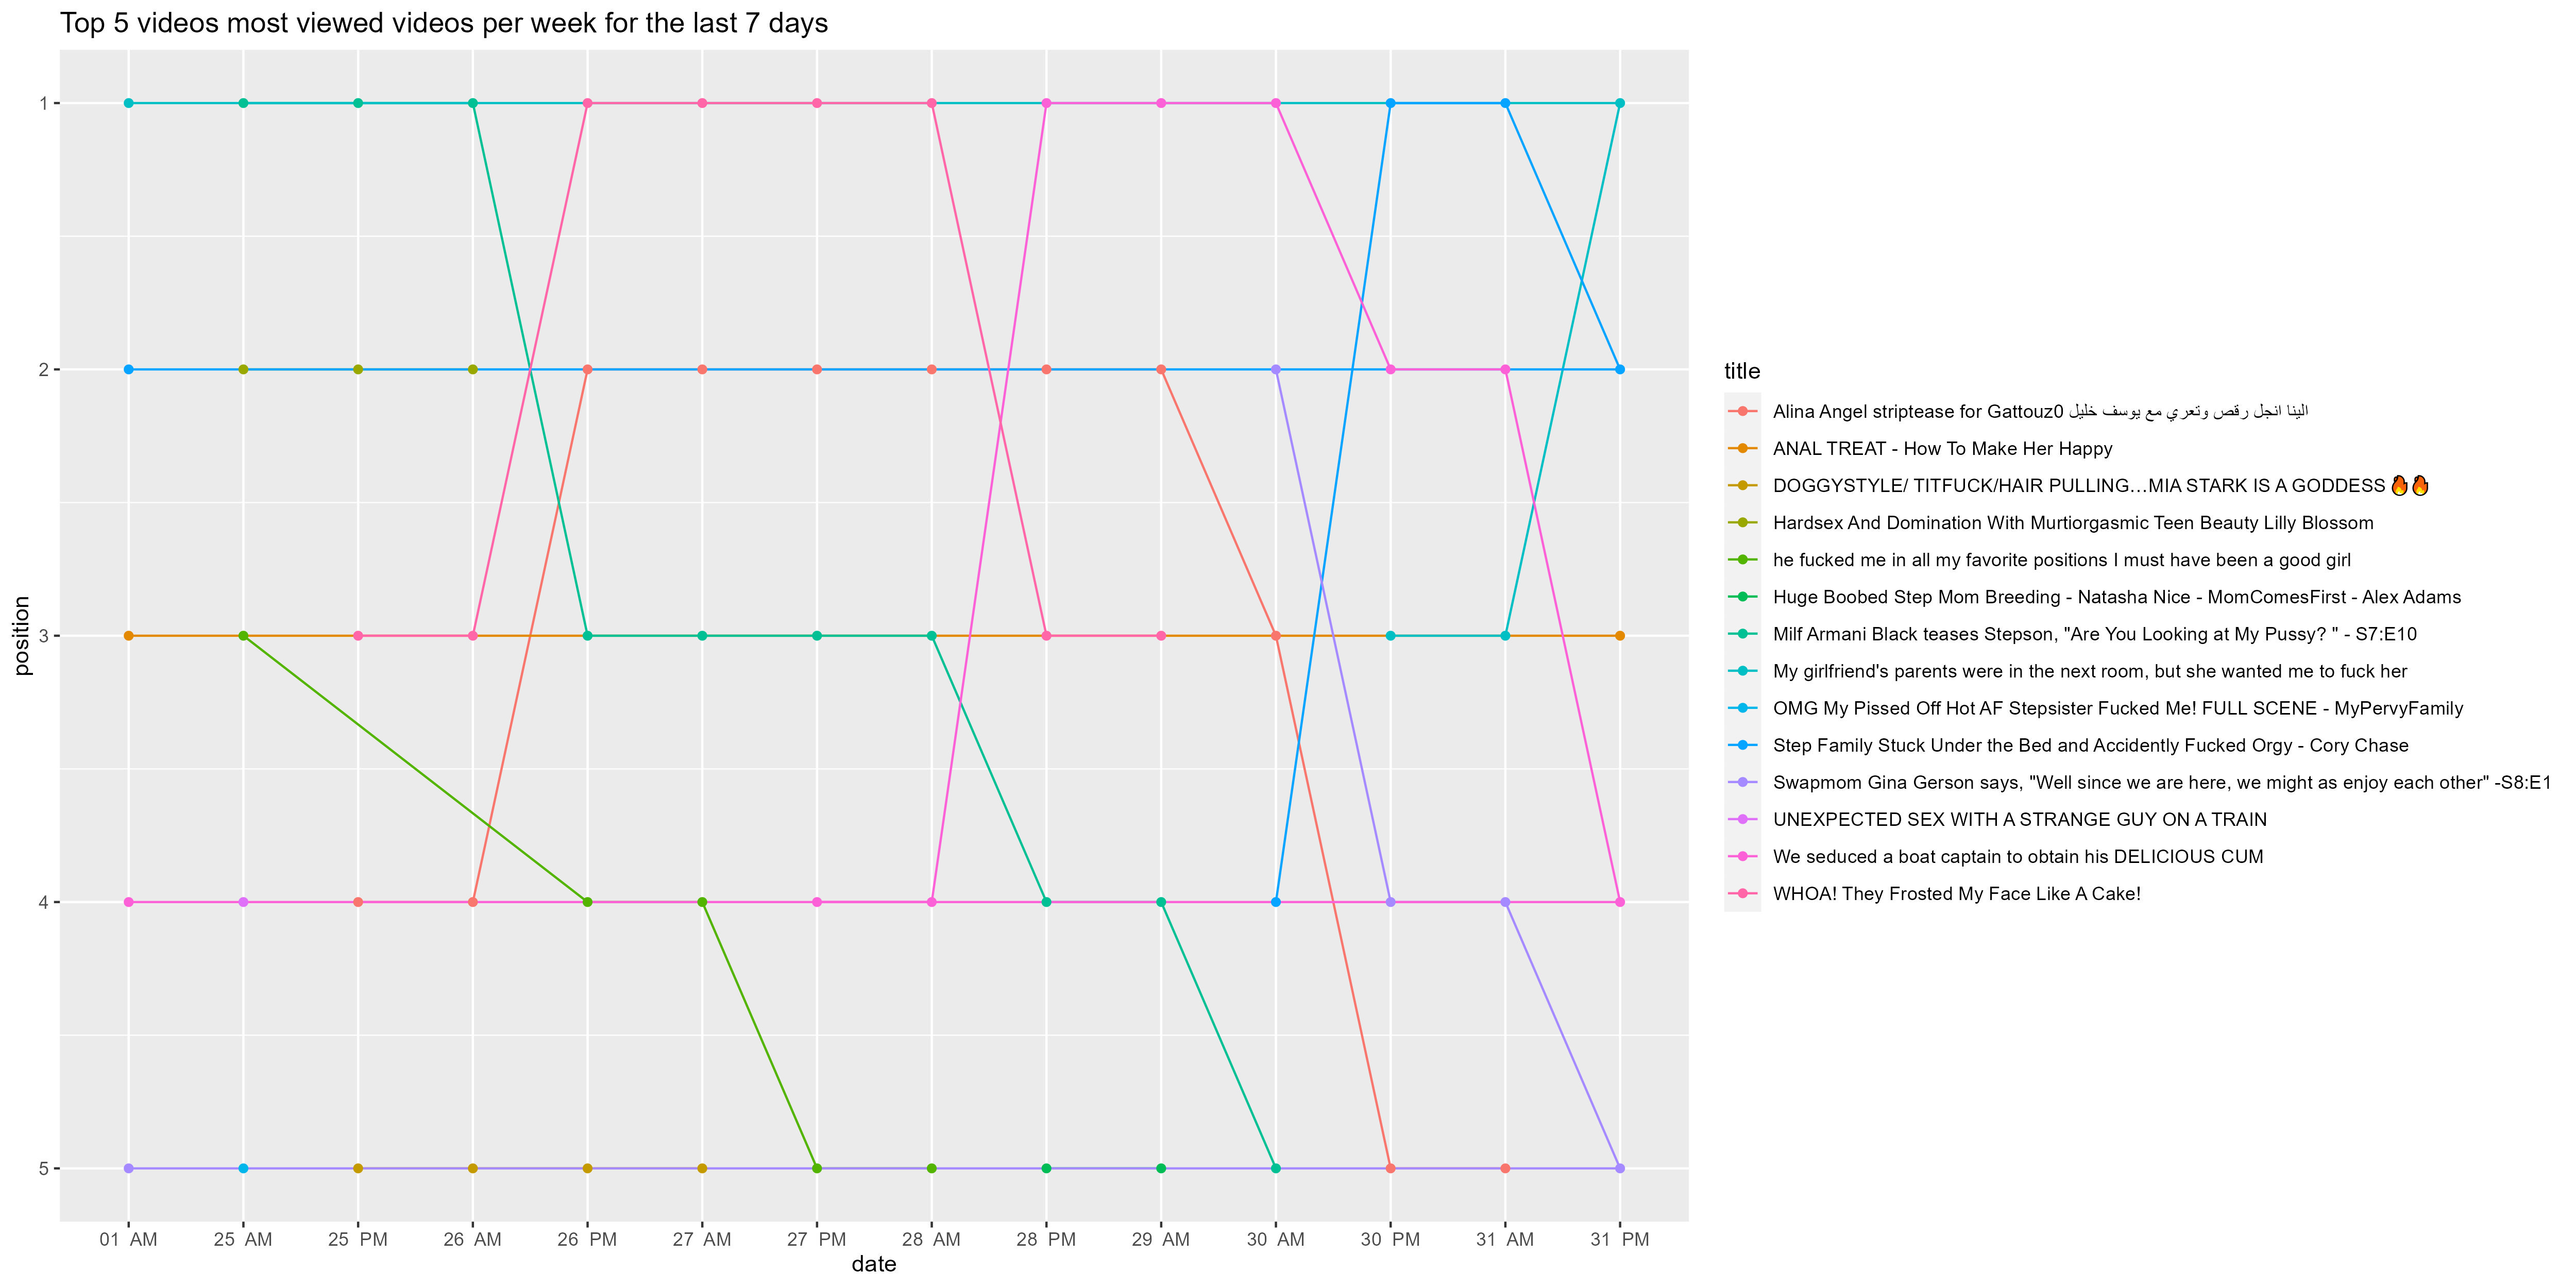 Top 5 videos most viewed videos per week for the last 7 days
position
1
2
3
4
5
01 AM
25 AM
25 PM
26 AM
26 PM
27 AM
27 PM
28 AM
28 PM
29 AM
30 AM
30 PM
31 AM
31 PM
date
title
Alina Angel striptease for Gattouz0 الينا انجل رقص وتعري مع يوسف خليل
ANAL TREAT - How To Make Her Happy
DOGGYSTYLE/ TITFUCK/HAIR PULLING…MIA STARK IS A GODDESS 🔥🔥
Hardsex And Domination With Murtiorgasmic Teen Beauty Lilly Blossom
he fucked me in all my favorite positions I must have been a good girl
Huge Boobed Step Mom Breeding - Natasha Nice - MomComesFirst - Alex Adams
Milf Armani Black teases Stepson, "Are You Looking at My Pussy? " - S7:E10
My girlfriend's parents were in the next room, but she wanted me to fuck her
OMG My Pissed Off Hot AF Stepsister Fucked Me! FULL SCENE - MyPervyFamily
Step Family Stuck Under the Bed and Accidently Fucked Orgy - Cory Chase
Swapmom Gina Gerson says, "Well since we are here, we might as enjoy each other" -S8:E1
UNEXPECTED SEX WITH A STRANGE GUY ON A TRAIN
We seduced a boat captain to obtain his DELICIOUS CUM
WHOA! They Frosted My Face Like A Cake!